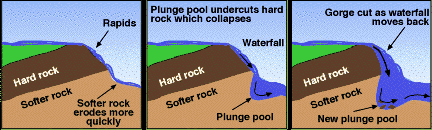 Rapids
Hard rock
Softer rock
Softer rock
erodes more
quickly
Plunge pool undercuts hard
rock which collapses
Waterfall
Hard rock
Softer rock
Plunge pool
Gorge cut as waterfall
moves back
Hard rock
Softer rock
New plunge pool